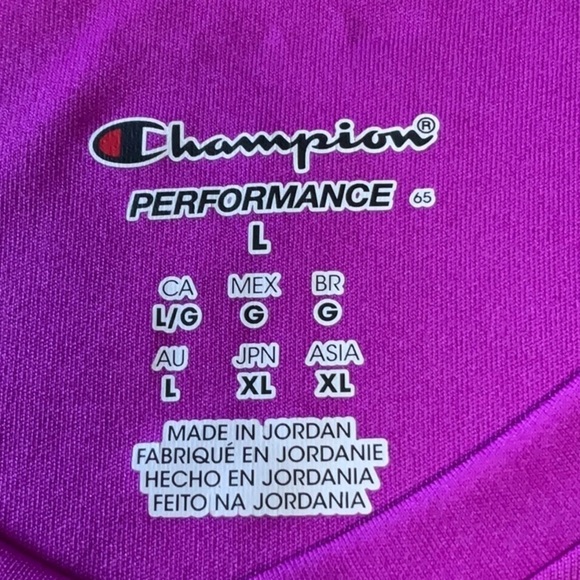 Champion®
PERFORMANCE 65
L
CA MEX BR
L/G G G
AU JPN ASIA
L XL XL
MADE IN JORDAN
FABRIQUÉ EN JORDANIE
HECHO EN JORDANIA
FEITO NA JORDANIA